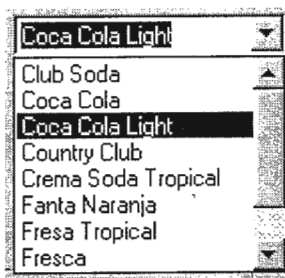 Coca Cola Light
Club Soda
Coca Cola
Coca Cola Light
Country Club
Crema Soda Tropical
Fanta Naranja
Fresa Tropical
Fresca